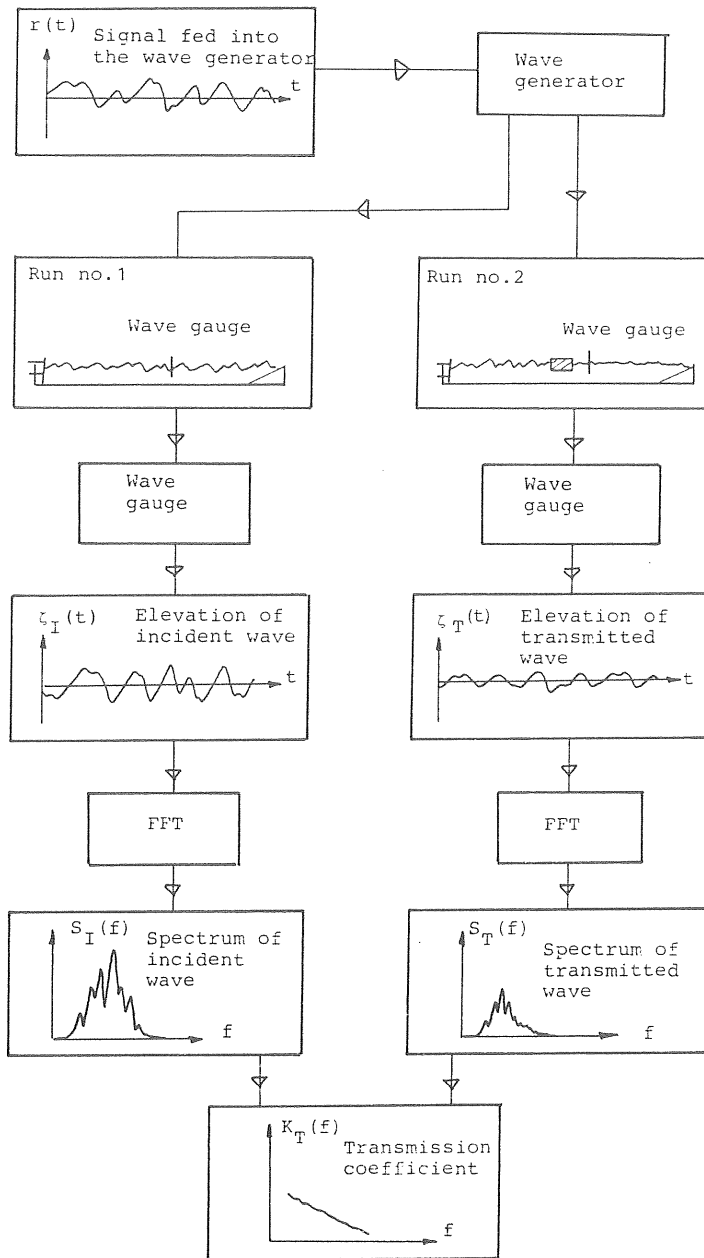 r(t)
Signal fed into
the wave generator
t
Wave
generator
Run no.1
Wave gauge
Run no.2
Wave gauge
Wave
gauge
Wave
gauge
ζI(t)
Elevation of
incident wave
t
ζT(t)
Elevation of
transmitted
wave
t
FFT
FFT
SI(f)
Spectrum of
incident
wave
f
ST(f)
Spectrum of
transmitted
wave
f
KT(f)
Transmission
coefficient
f